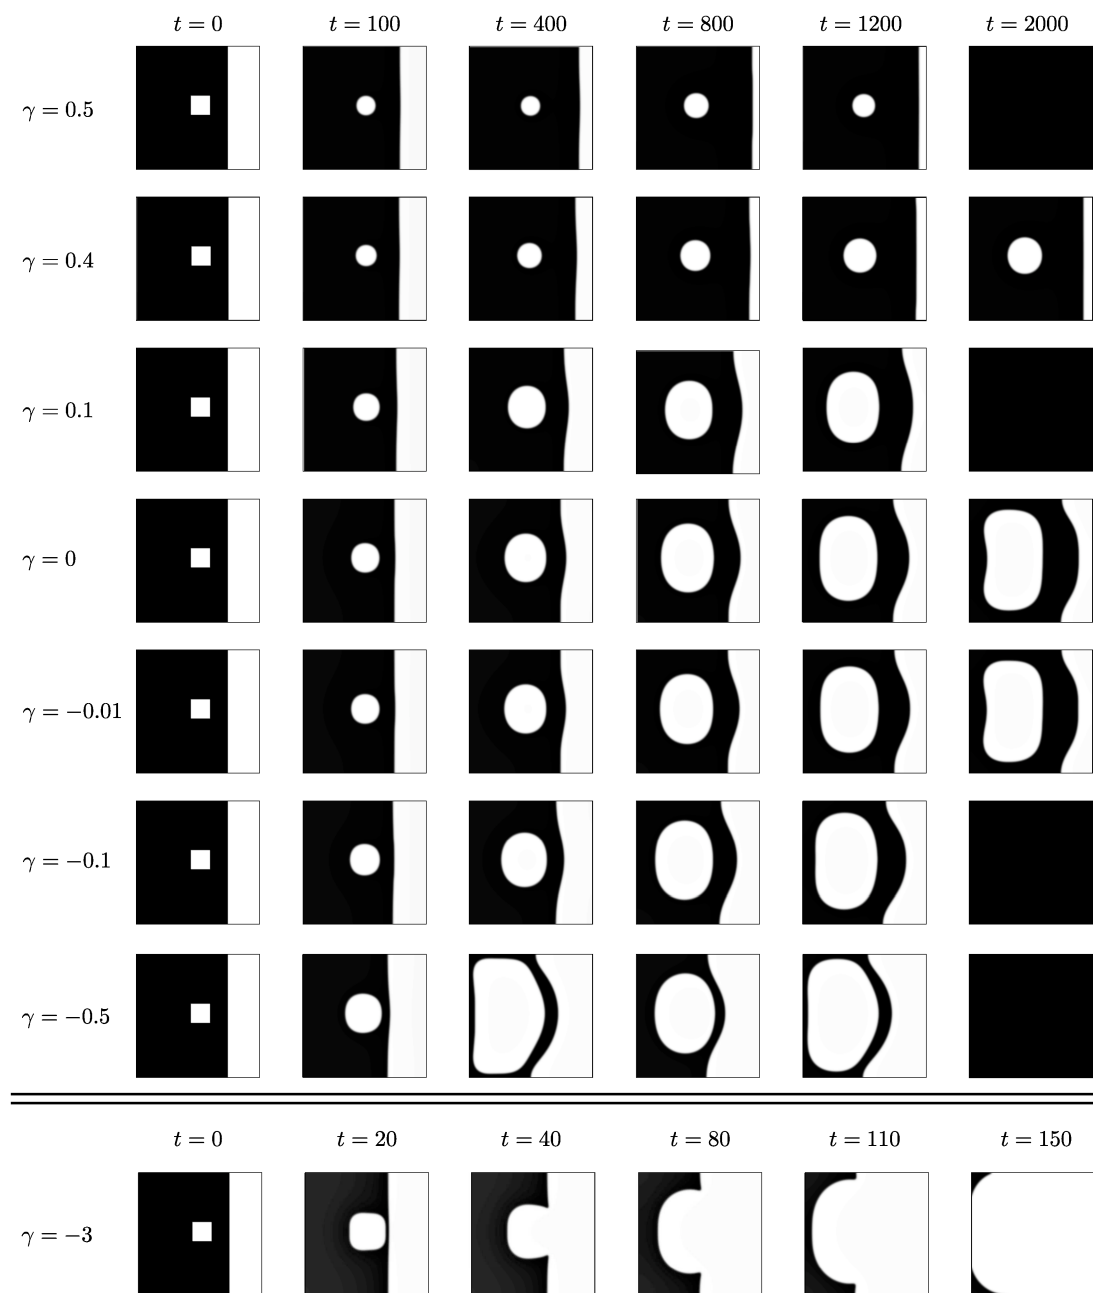 t = 0 t = 100 t = 400 t = 800 t = 1200 t = 2000
γ = 0.5
γ = 0.4
γ = 0.1
γ = 0
γ = −0.01
γ = −0.1
γ = −0.5
t = 0 t = 20 t = 40 t = 80 t = 110 t = 150
γ = −3